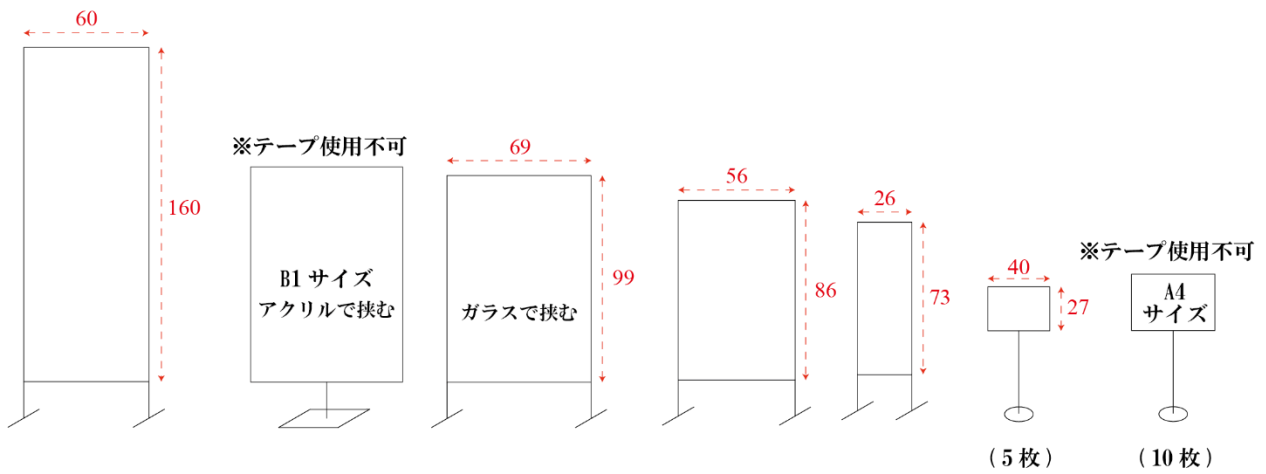 60
160
※テープ使用不可
B1 サイズ
アクリルで挟む
69
99
ガラスで挟む
56
86
26
73
40
27
(5枚)
※テープ使用不可
A4
サイズ
(10枚)